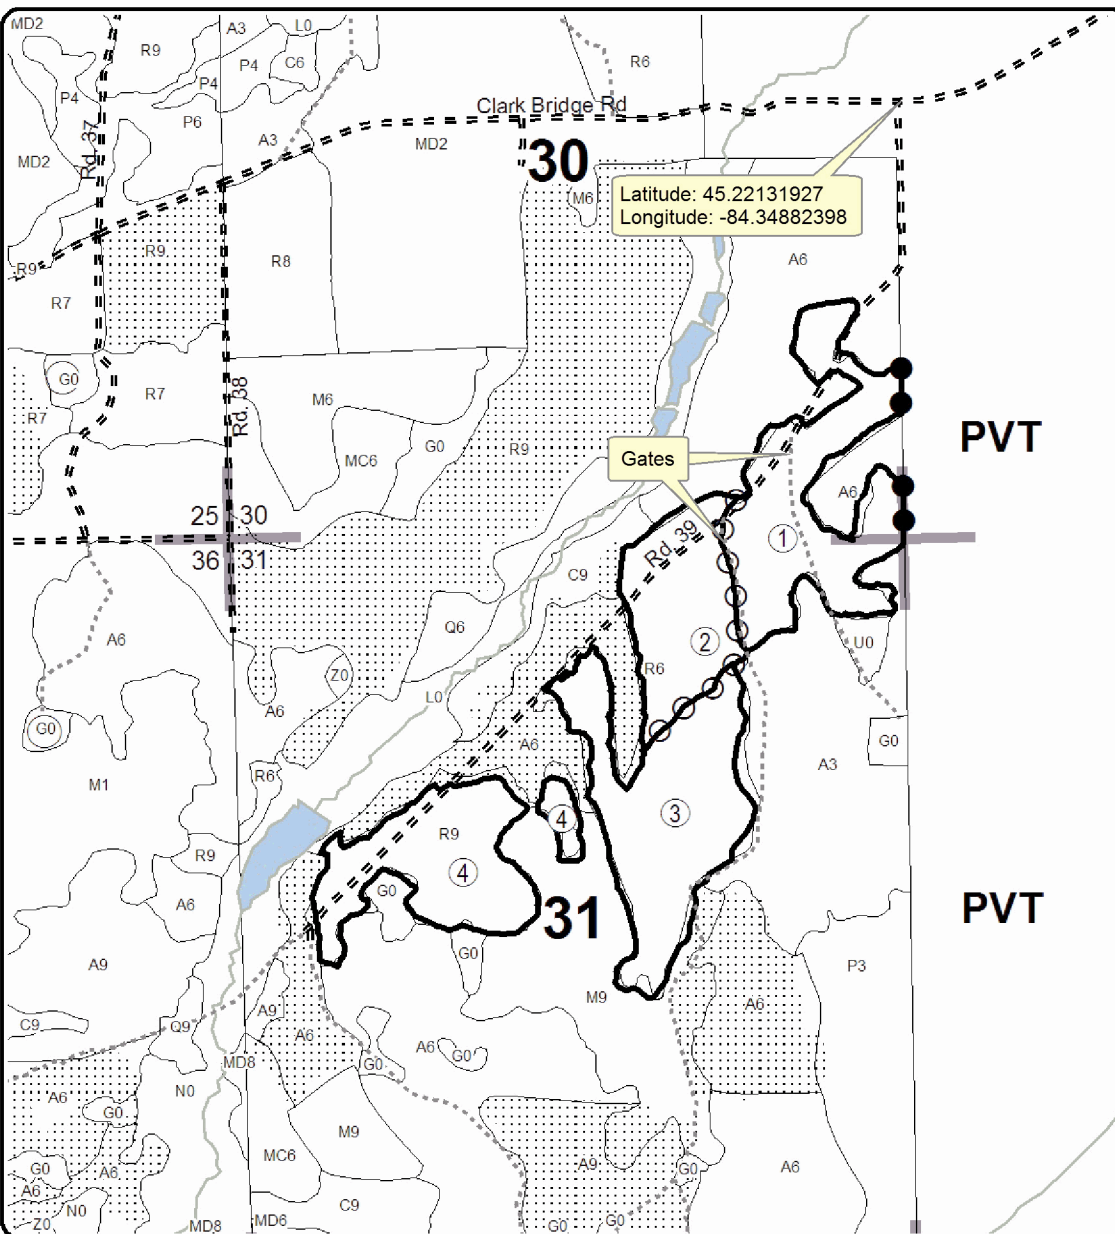 MD2
A3
L0
R9
P4
C6
R6
P4
P4
Clark Bridge Rd
P6
A3
MD2
Rd. 37
MD2
30
Latitude: 45.22131927
Longitude: -84.34882398
M6
R9
R8
A6
R9
R7
G0
R7
M6
Rd. 38
R7
G0
PVT
R9
MC6
Gates
A6
25 30
Rd. 39
1
36 31
C9
Q6
A6
2
U0
R6
Z0
L0
A6
G0
G0
A6
A3
R6
M1
3
4
R9
R9
4
G0
A6
31
PVT
G0
A9
P3
M9
A9
A6
C9
Q9
A6
A6
G0
MD8
G0
N0
A6
G0
M9
MC6
A9
G0
A6
G0
A6
A6
C9
N0
Z0
MD8
MD6
G0
G0